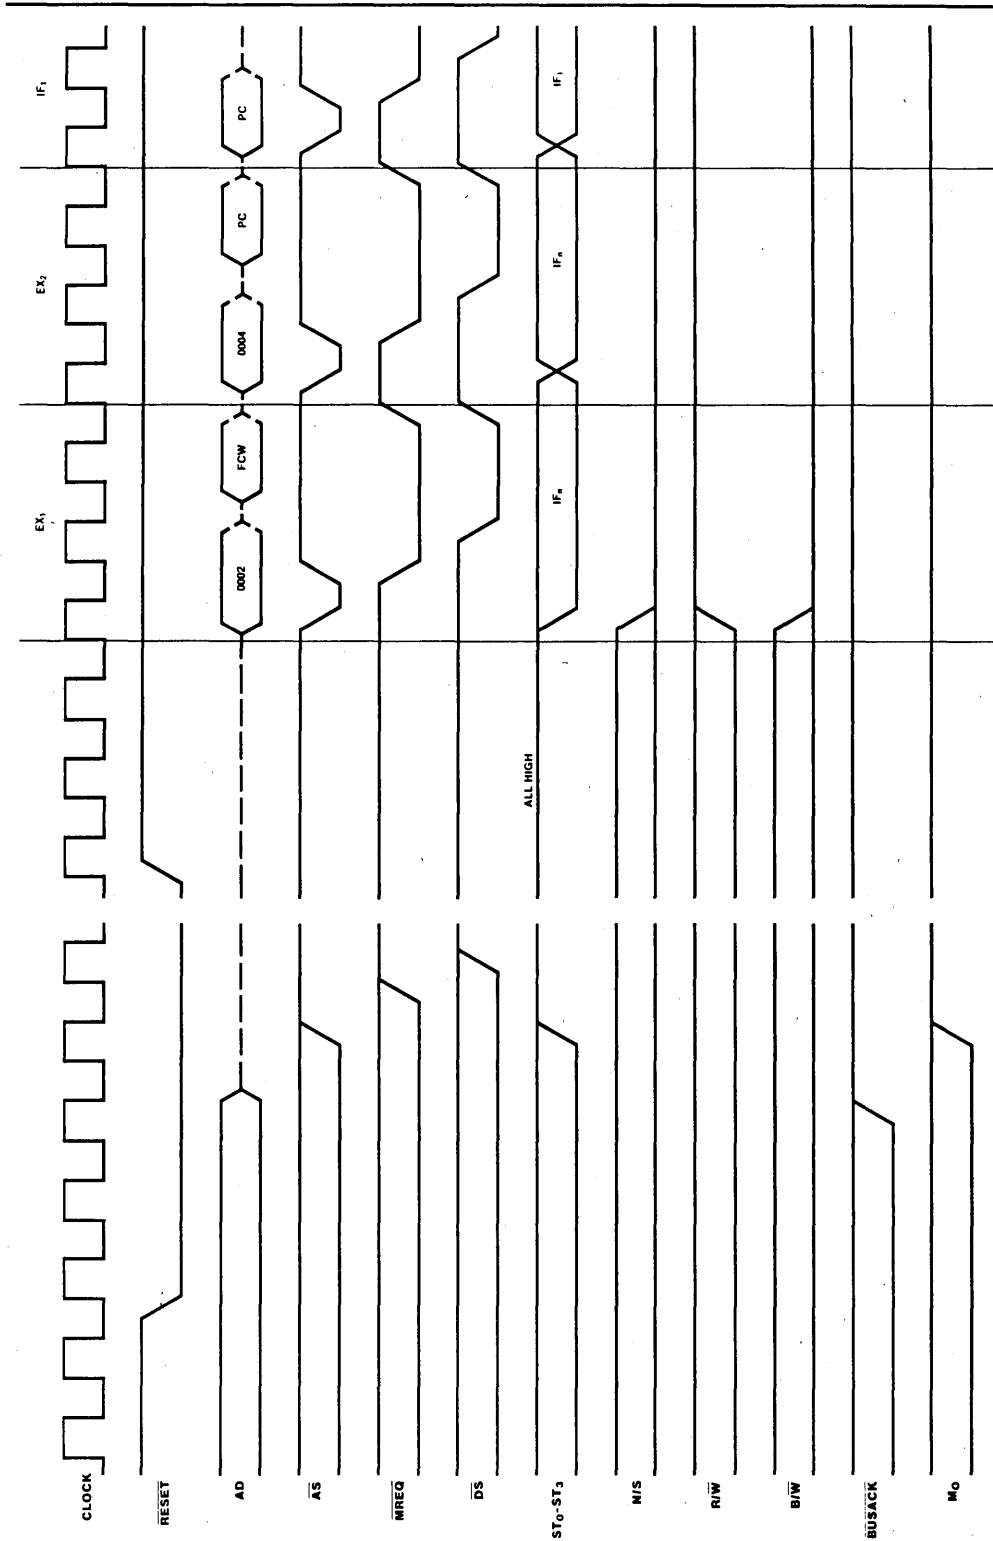 EX₁ EX₂ IF₁
CLOCK
RESET
AD 0002 FCW 0004 PC PC
AS
MREQ
DS
ST₀-ST₃ ALL HIGH IFₙ IFₙ IF₁
N/S
R/W
B/W
BUSACK
M₀